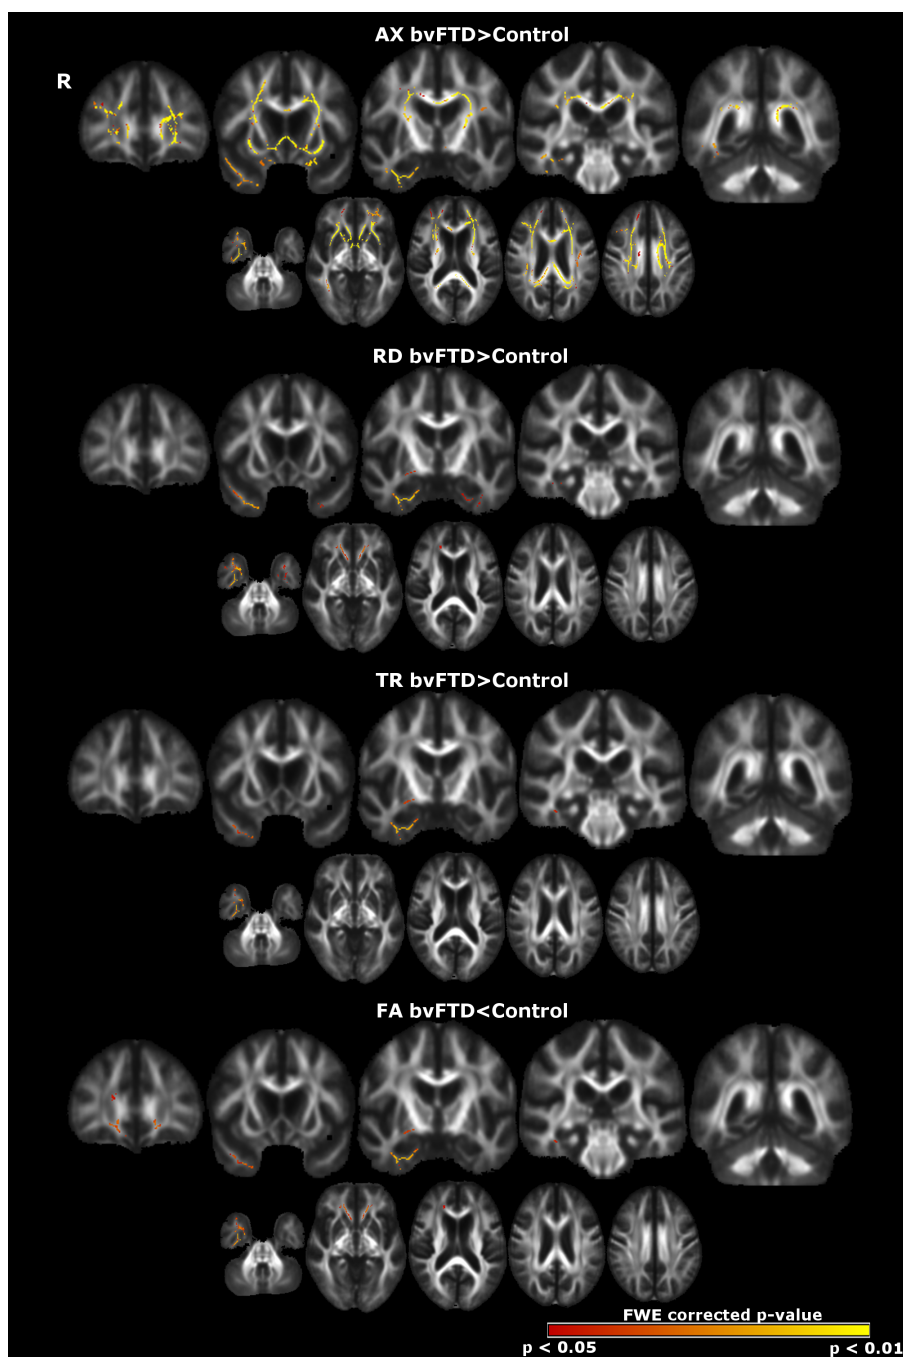 AX bvFTD>Control
R
RD bvFTD>Control
TR bvFTD>Control
FA bvFTD<Control
FWE corrected p-value
p < 0.05 p < 0.01